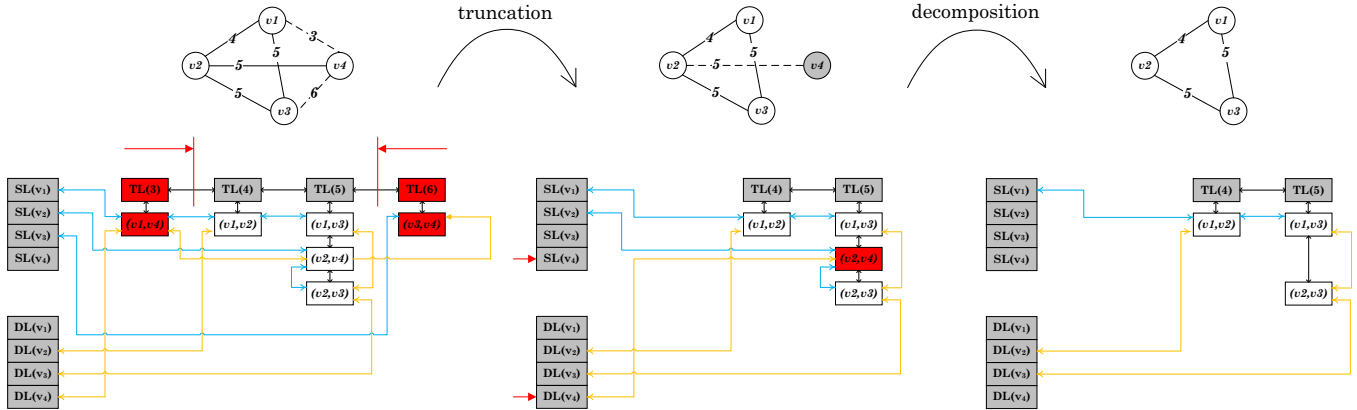 truncation
decomposition
v1
4
3
5
v2
5
v4
5
6
v3
v1
4
5
v2
5
v4
5
v3
v1
4
5
v2
5
v3
SL(v₁)
SL(v₂)
SL(v₃)
SL(v₄)
TL(3)
TL(4)
TL(5)
TL(6)
(v1,v4)
(v1,v2)
(v1,v3)
(v3,v4)
(v2,v4)
(v2,v3)
DL(v₁)
DL(v₂)
DL(v₃)
DL(v₄)
SL(v₁)
SL(v₂)
SL(v₃)
SL(v₄)
TL(4)
TL(5)
(v1,v2)
(v1,v3)
(v2,v4)
(v2,v3)
DL(v₁)
DL(v₂)
DL(v₃)
DL(v₄)
SL(v₁)
SL(v₂)
SL(v₃)
SL(v₄)
TL(4)
TL(5)
(v1,v2)
(v1,v3)
(v2,v3)
DL(v₁)
DL(v₂)
DL(v₃)
DL(v₄)